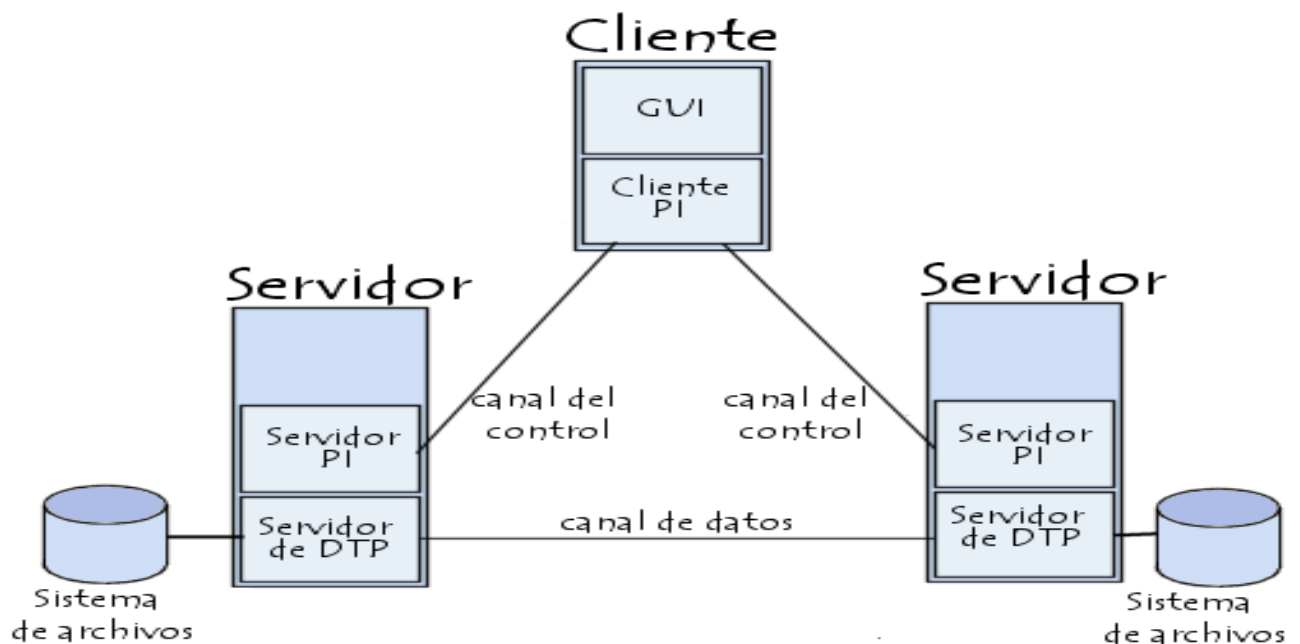 Cliente
GUI
Cliente
PI
Servidor
Servidor
canal del
control
canal del
control
Servidor
PI
Servidor
PI
Servidor
de DTP
canal de datos
Servidor
de DTP
Sistema
de archivos
Sistema
de archivos